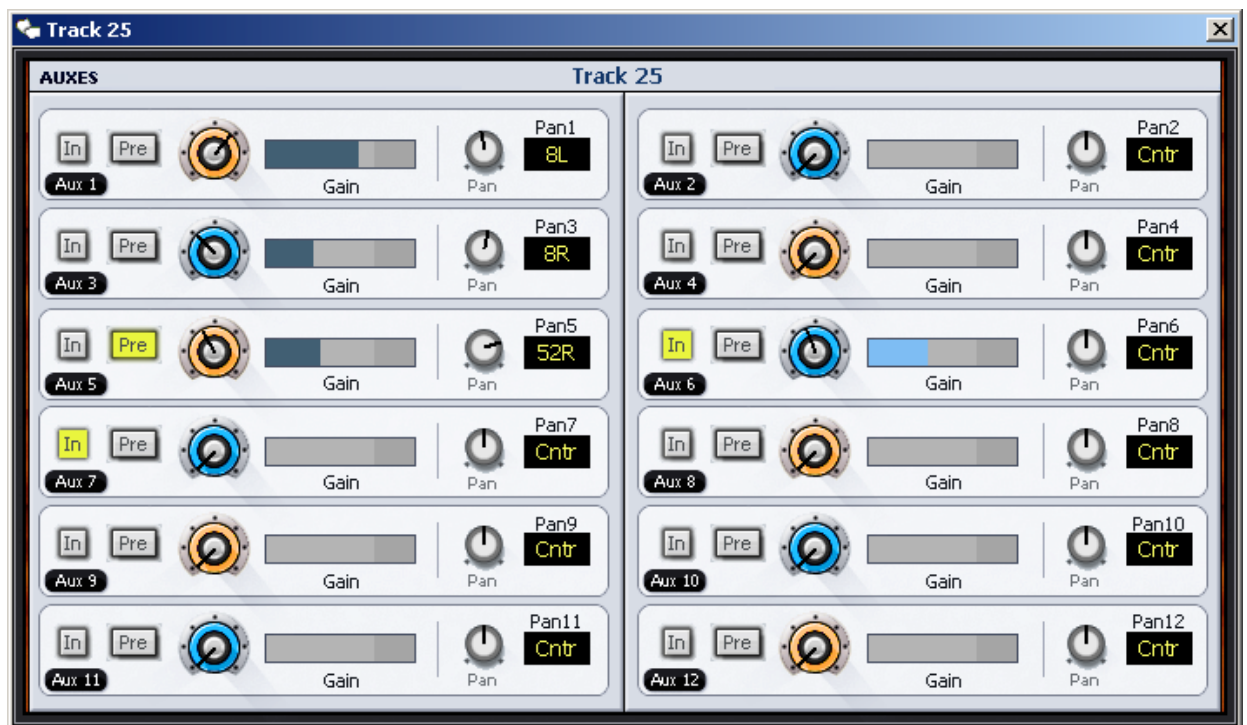 Track 25
AUXES Track 25
In Pre Pan1
8L
Aux 1 Gain Pan
In Pre Pan2
Cntr
Aux 2 Gain Pan
In Pre Pan3
8R
Aux 3 Gain Pan
In Pre Pan4
Cntr
Aux 4 Gain Pan
In Pre Pan5
52R
Aux 5 Gain Pan
In Pre Pan6
Cntr
Aux 6 Gain Pan
In Pre Pan7
Cntr
Aux 7 Gain Pan
In Pre Pan8
Cntr
Aux 8 Gain Pan
In Pre Pan9
Cntr
Aux 9 Gain Pan
In Pre Pan10
Cntr
Aux 10 Gain Pan
In Pre Pan11
Cntr
Aux 11 Gain Pan
In Pre Pan12
Cntr
Aux 12 Gain Pan